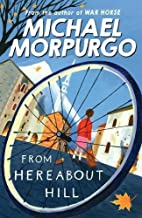 From the author of WAR HORSE
MICHAEL
MORPURGO
FROM
HEREABOUT
HILL